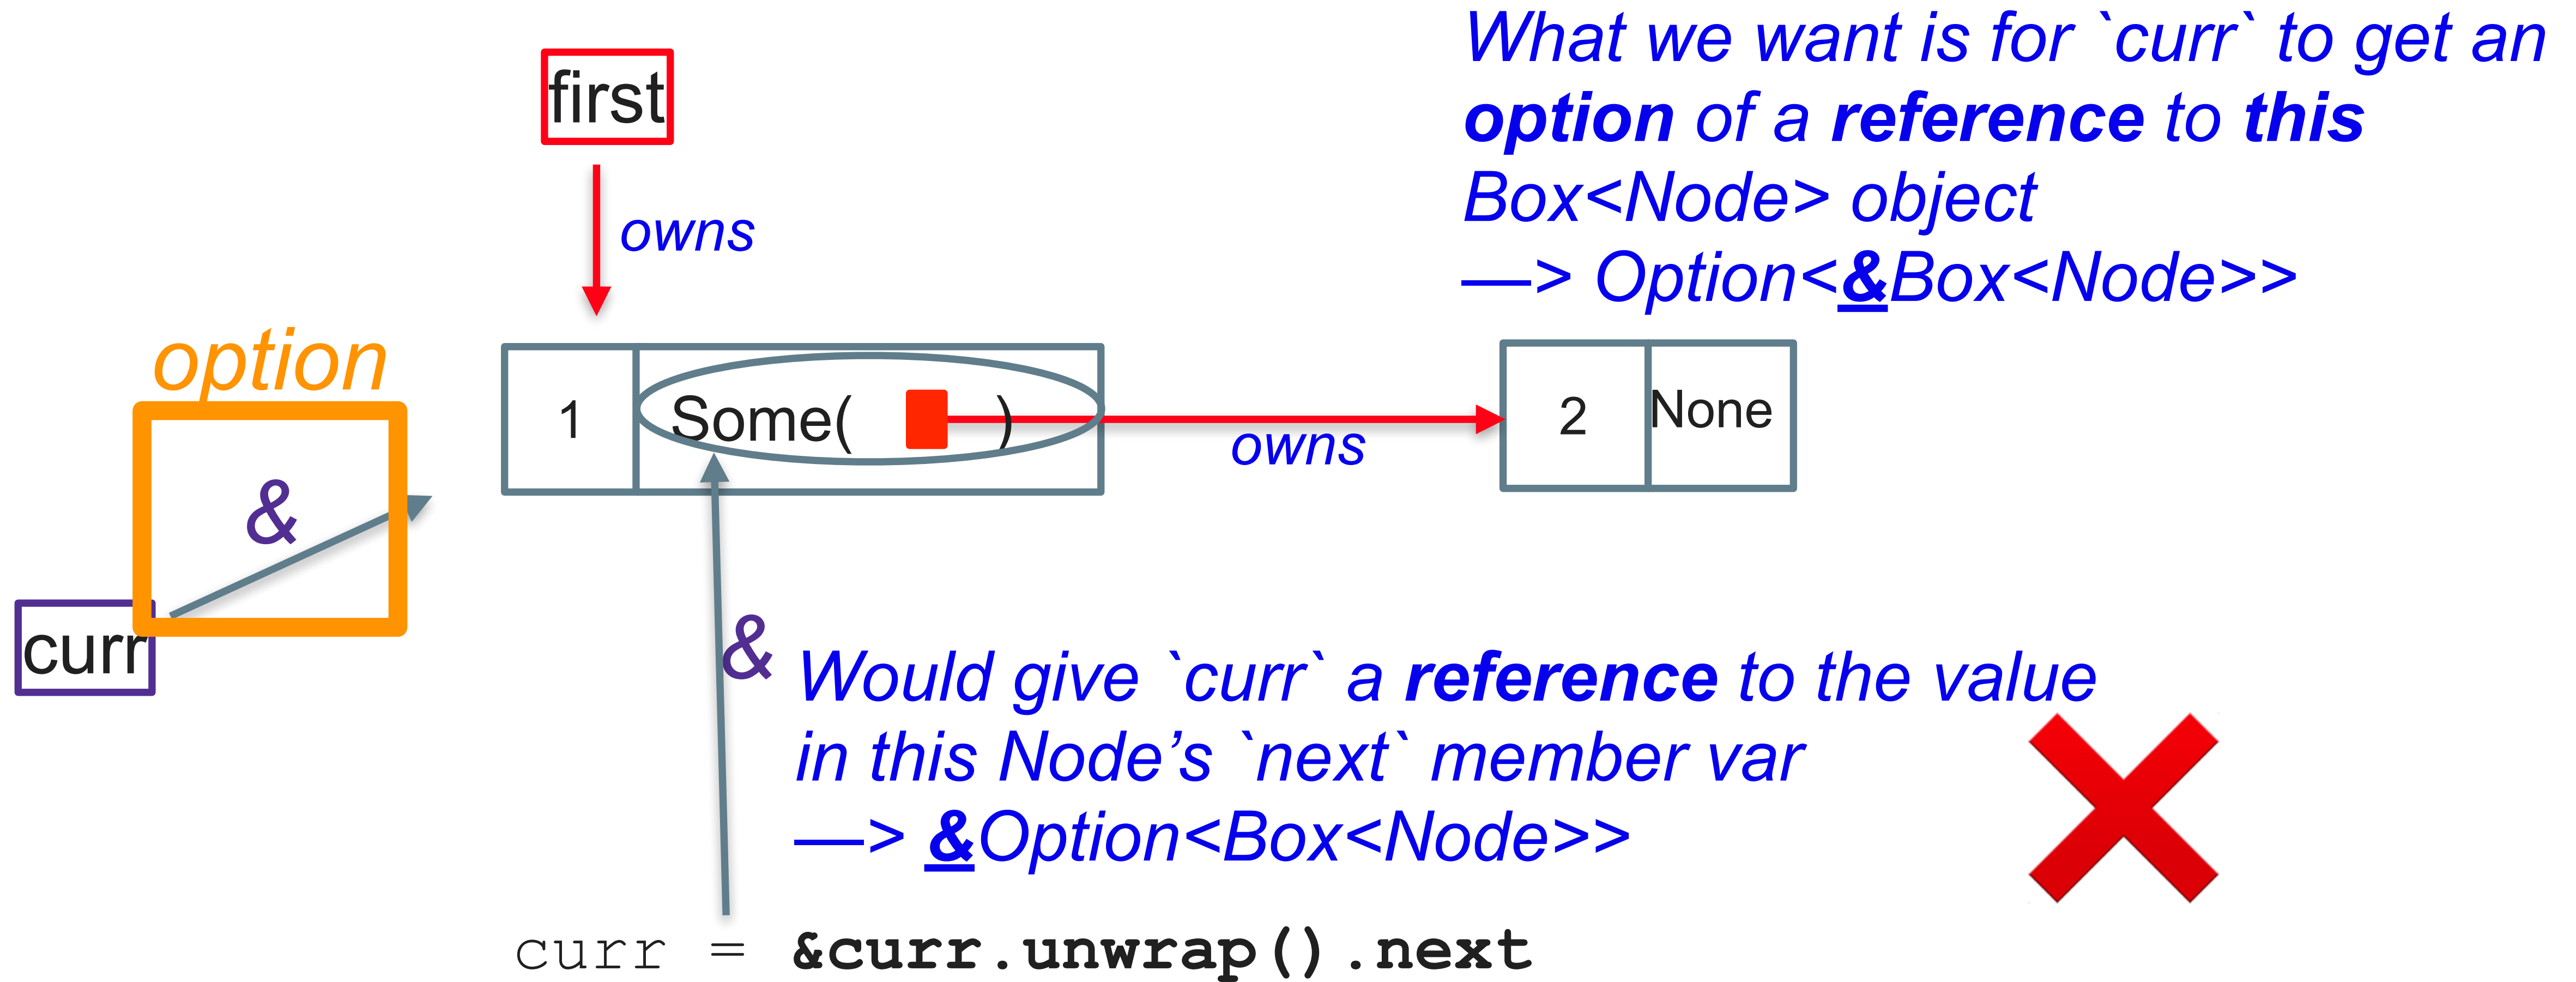 What we want is for `curr` to get an
option of a reference to this
Box<Node> object
—> Option<&Box<Node>>
first
owns
option
1
Some( )
owns
2
None
&
curr
&
Would give `curr` a reference to the value
in this Node’s `next` member var
—> &Option<Box<Node>>
curr = &curr.unwrap().next